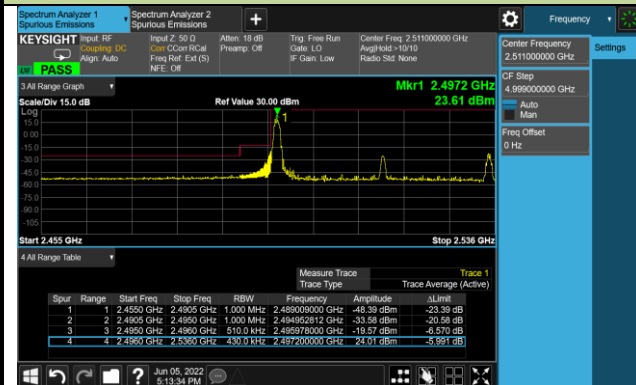 Spectrum Analyzer 1
Spurious Emissions
Spectrum Analyzer 2
Spurious Emissions
+
Frequency
KEYSIGHT
Input: RF
Coupling: DC
Align: Auto
Input Z: 50 Ω
Corr CCorr RCal
Freq Ref: Ext (S)
NFE: Off
Atten: 18 dB
Preamp: Off
Trig: Free Run
Gate: LO
IF Gain: Low
Center Freq: 2.511000000 GHz
Avg|Hold:>10/10
Radio Std: None
LW PASS
Center Frequency
2.511000000 GHz
Settings
CF Step
4.999000000 GHz
Auto
Man
Freq Offset
0 Hz
3 All Range Graph
Mkr1 2.4972 GHz
23.61 dBm
Scale/Div 15.0 dB
Ref Value 30.00 dBm
Log
15.0
0.00
-15.0
-30.0
-45.0
-60.0
-75.0
-90.0
-105
1
Start 2.455 GHz
Stop 2.536 GHz
4 All Range Table
Measure Trace Trace 1
Trace Type Trace Average (Active)
Spur Range Start Freq Stop Freq RBW Frequency Amplitude ΔLimit
1 1 2.4550 GHz 2.4905 GHz 1.000 MHz 2.489009000 GHz -48.39 dBm -23.39 dB
2 2 2.4905 GHz 2.4950 GHz 1.000 MHz 2.494952812 GHz -33.58 dBm -20.58 dB
3 3 2.4950 GHz 2.4960 GHz 510.0 kHz 2.495978000 GHz -19.57 dBm -6.570 dB
4 4 2.4960 GHz 2.5360 GHz 430.0 kHz 2.497200000 GHz 24.01 dBm -5.991 dB
?
Jun 05, 2022
5:13:34 PM